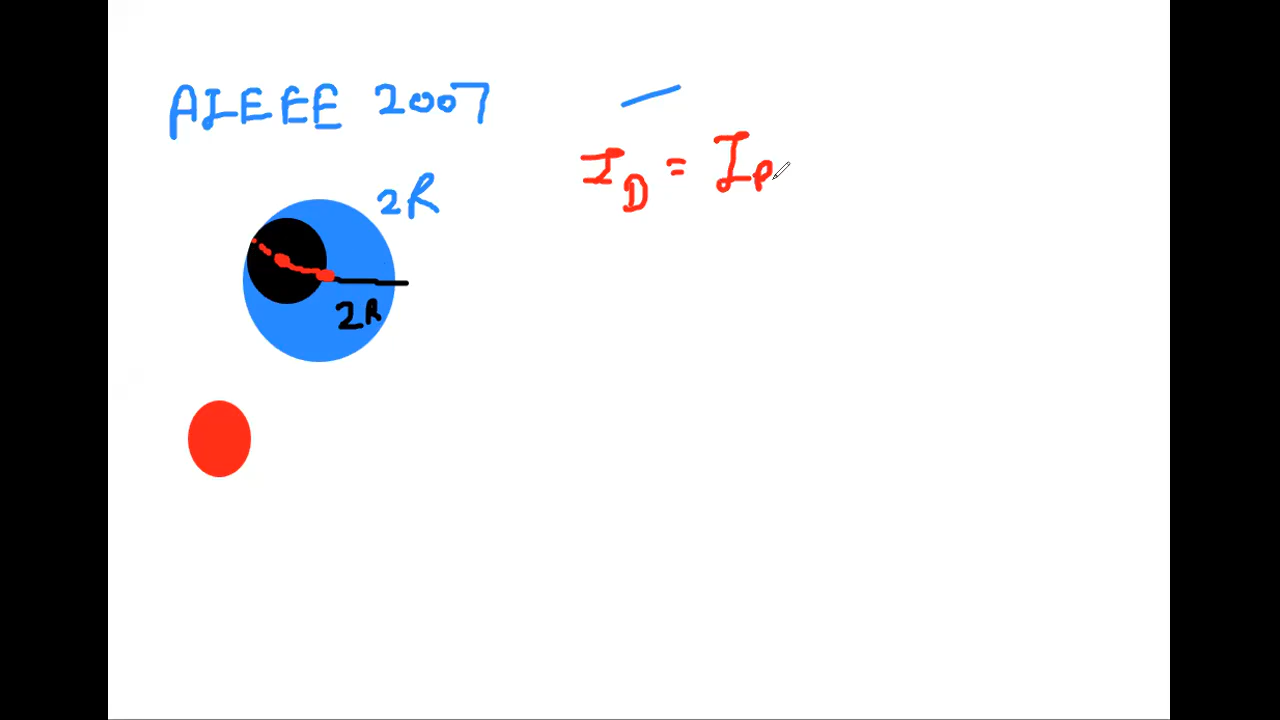 AIEEE 2007
I_D = I_P
2R
2R